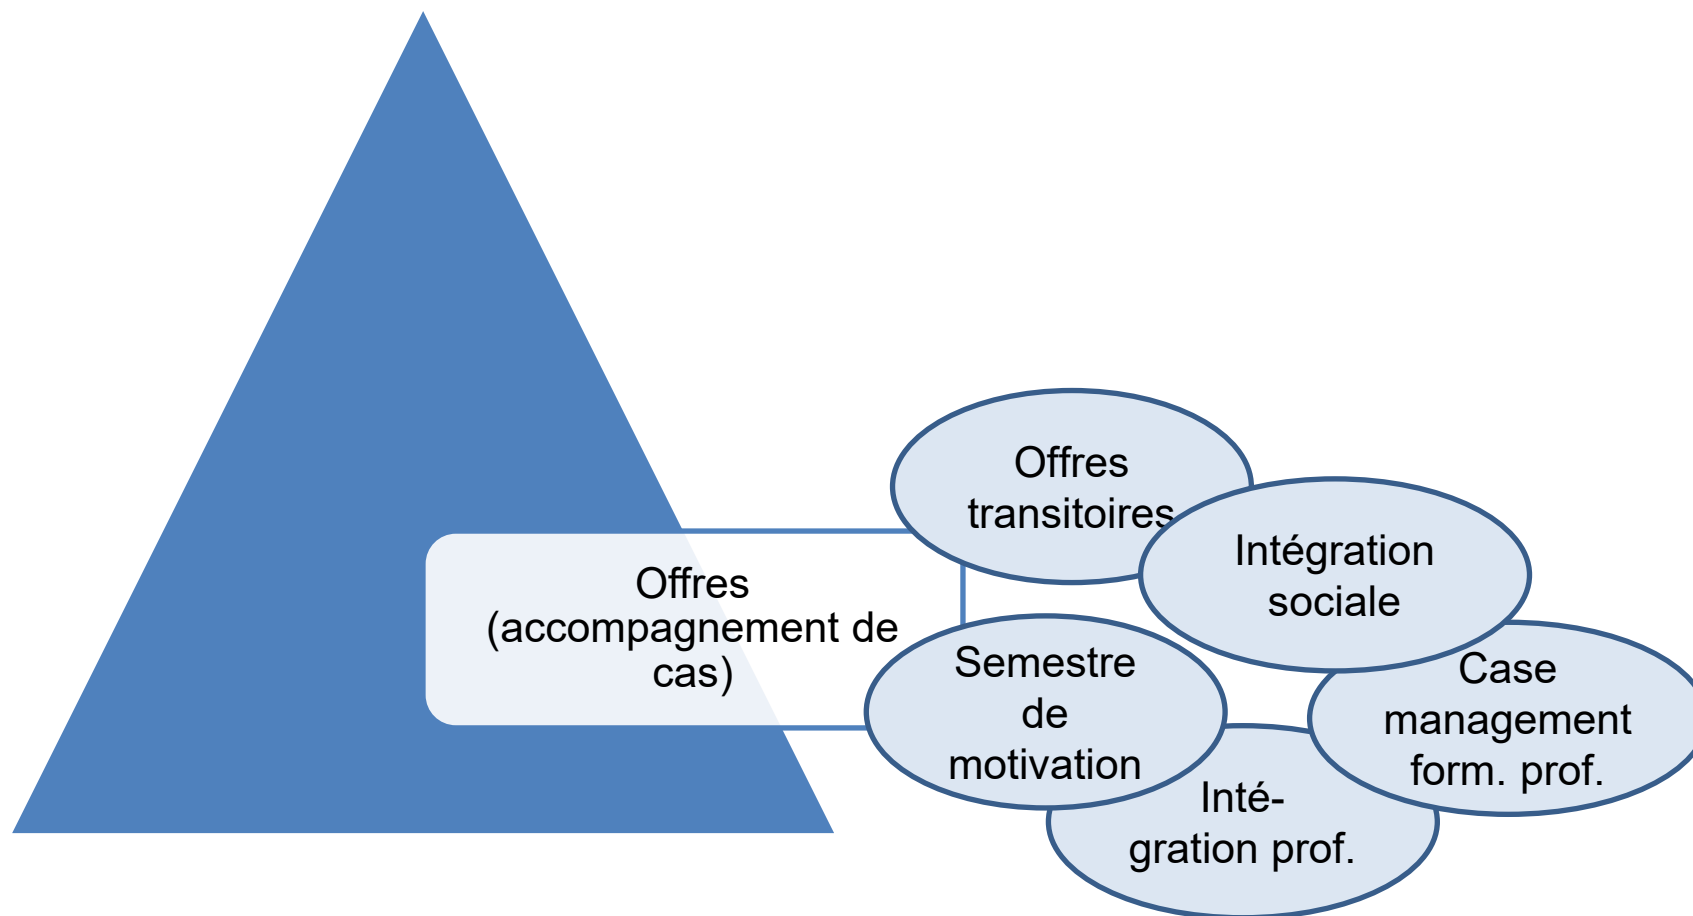 Offres
(accompagnement de
cas)
Offres
transitoires
Intégration
sociale
Semestre
de
motivation
Case
management
form. prof.
Inté-
gration prof.